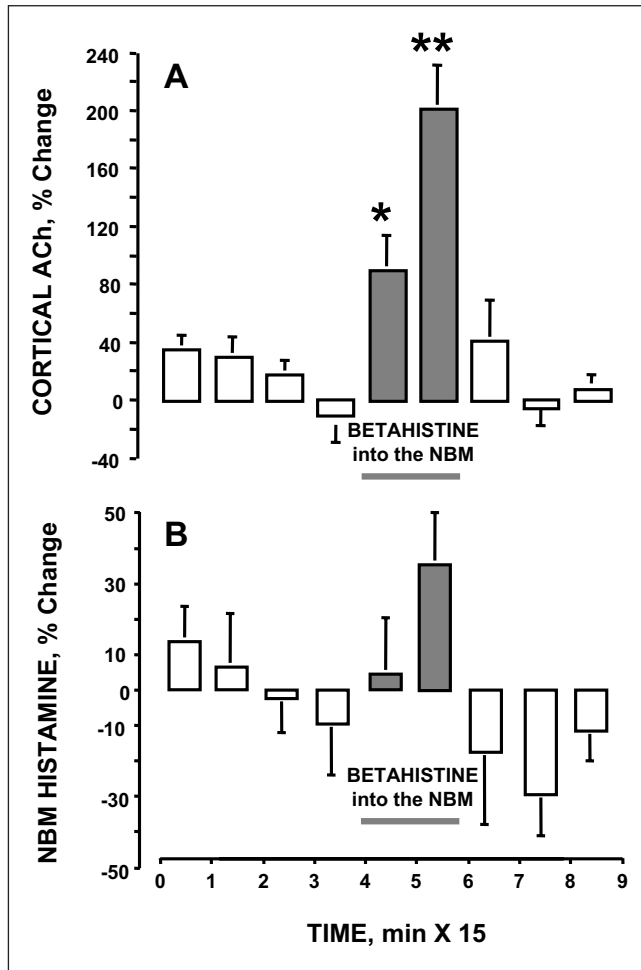 A
**
*
240
200
160
120
80
40
0
-40
CORTICAL ACh, % Change
BETAHISTINE
into the NBM
B
50
30
10
0
-10
-30
-50
NBM HISTAMINE, % Change
BETAHISTINE
into the NBM
0 1 2 3 4 5 6 7 8 9
TIME, min X 15